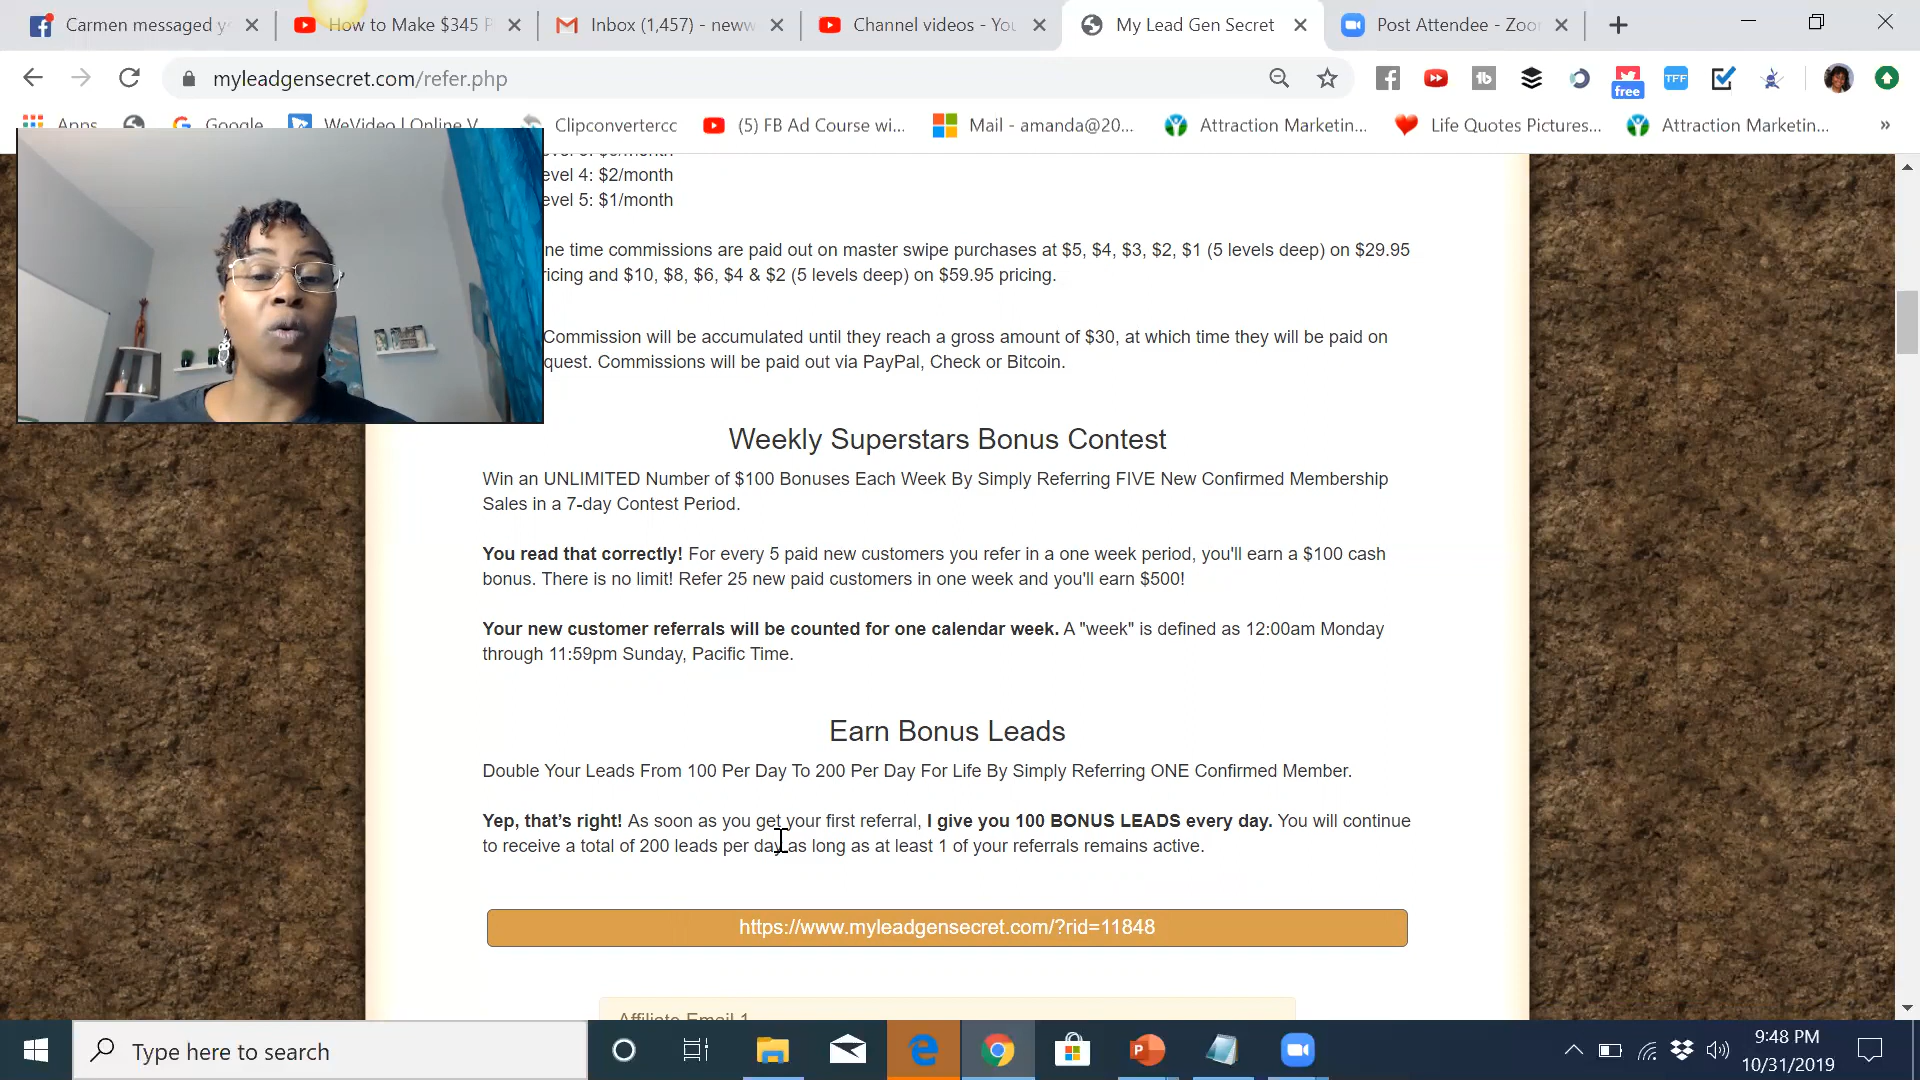 Carmen messaged y
How to Make $345 P
Inbox (1,457) - neww
Channel videos - You
My Lead Gen Secret
Post Attendee - Zoo
myleadgensecret.com/refer.php
free
TFF
Apps
Google
WeVideo | Online V
Clipconvertercc
(5) FB Ad Course wi...
Mail - amanda@20...
Attraction Marketin...
Life Quotes Pictures...
Attraction Marketin...
evel 4: $2/month
evel 5: $1/month
ne time commissions are paid out on master swipe purchases at $5, $4, $3, $2, $1 (5 levels deep) on $29.95
ricing and $10, $8, $6, $4 & $2 (5 levels deep) on $59.95 pricing.
Commission will be accumulated until they reach a gross amount of $30, at which time they will be paid on
quest. Commissions will be paid out via PayPal, Check or Bitcoin.
Weekly Superstars Bonus Contest
Win an UNLIMITED Number of $100 Bonuses Each Week By Simply Referring FIVE New Confirmed Membership
Sales in a 7-day Contest Period.
You read that correctly! For every 5 paid new customers you refer in a one week period, you'll earn a $100 cash
bonus. There is no limit! Refer 25 new paid customers in one week and you'll earn $500!
Your new customer referrals will be counted for one calendar week. A "week" is defined as 12:00am Monday
through 11:59pm Sunday, Pacific Time.
Earn Bonus Leads
Double Your Leads From 100 Per Day To 200 Per Day For Life By Simply Referring ONE Confirmed Member.
Yep, that's right! As soon as you get your first referral, I give you 100 BONUS LEADS every day. You will continue
to receive a total of 200 leads per day as long as at least 1 of your referrals remains active.
https://www.myleadgensecret.com/?rid=11848
Affiliate Email 1
Type here to search
9:48 PM
10/31/2019